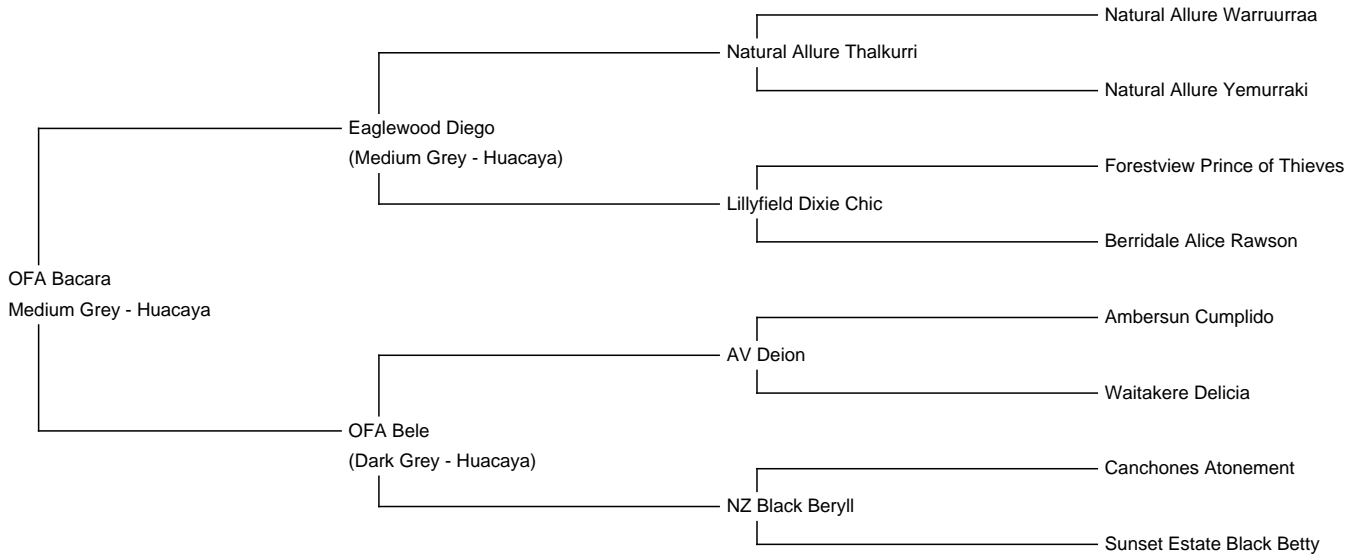 Natural Allure Warruurraa
Natural Allure Thalkurri
Natural Allure Yemurraki
Eaglewood Diego
(Medium Grey - Huacaya)
Forestview Prince of Thieves
Lillyfield Dixie Chic
Berridale Alice Rawson
OFA Bacara
Medium Grey - Huacaya
Ambersun Cumplido
AV Deion
Waitakere Delicia
OFA Bele
(Dark Grey - Huacaya)
Canchones Atonement
NZ Black Beryll
Sunset Estate Black Betty